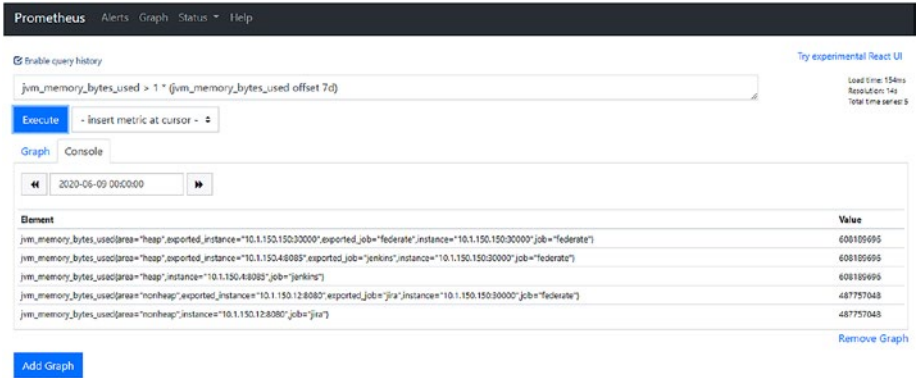 Prometheus Alerts Graph Status Help
Enable query history
Try experimental React UI
jvm_memory_bytes_used > 1 * (jvm_memory_bytes_used offset 7d)
Load time: 154ms
Resolution: 14s
Total time series: 5
Execute - insert metric at cursor -
Graph Console
2020-06-09 00:00:00
Element Value
jvm_memory_bytes_used{area="heap",exported_instance="10.1.150.150:30000",exported_job="federate",instance="10.1.150.150:30000",job="federate"} 608189696
jvm_memory_bytes_used{area="heap",exported_instance="10.1.150.4:8085",exported_job="jenkins",instance="10.1.150.150:30000",job="federate"} 608189696
jvm_memory_bytes_used{area="heap",instance="10.1.150.4:8085",job="jenkins"} 608189696
jvm_memory_bytes_used{area="nonheap",exported_instance="10.1.150.12:8080",exported_job="jira",instance="10.1.150.150:30000",job="federate"} 487757048
jvm_memory_bytes_used{area="nonheap",instance="10.1.150.12:8080",job="jira"} 487757048
Remove Graph
Add Graph